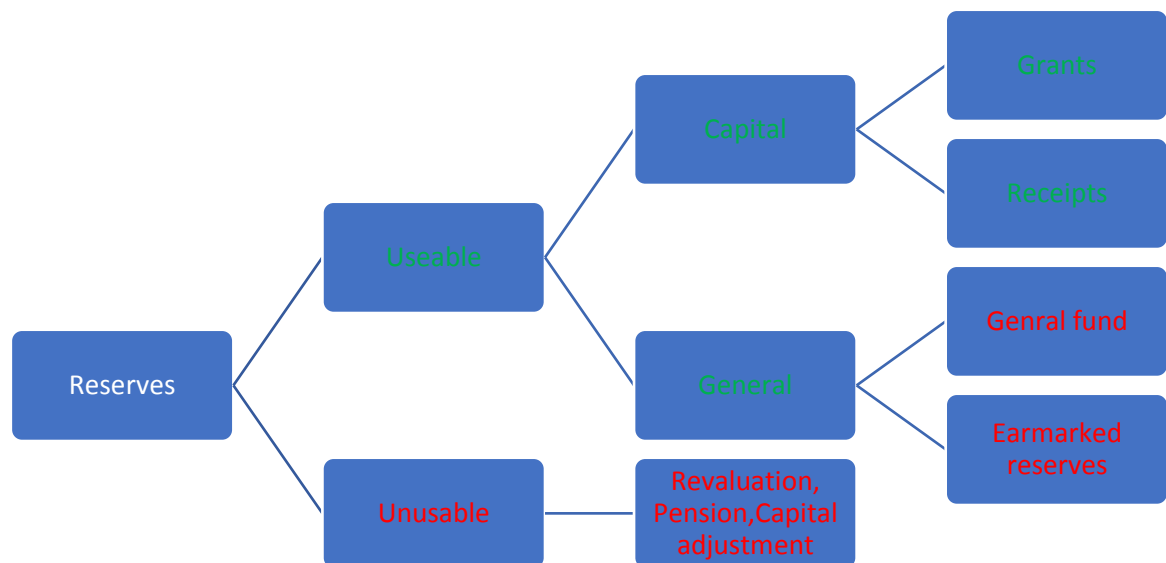 Reserves
Useable
Unusable
Capital
General
Revaluation,
Pension,Capital
adjustment
Grants
Receipts
Genral fund
Earmarked
reserves